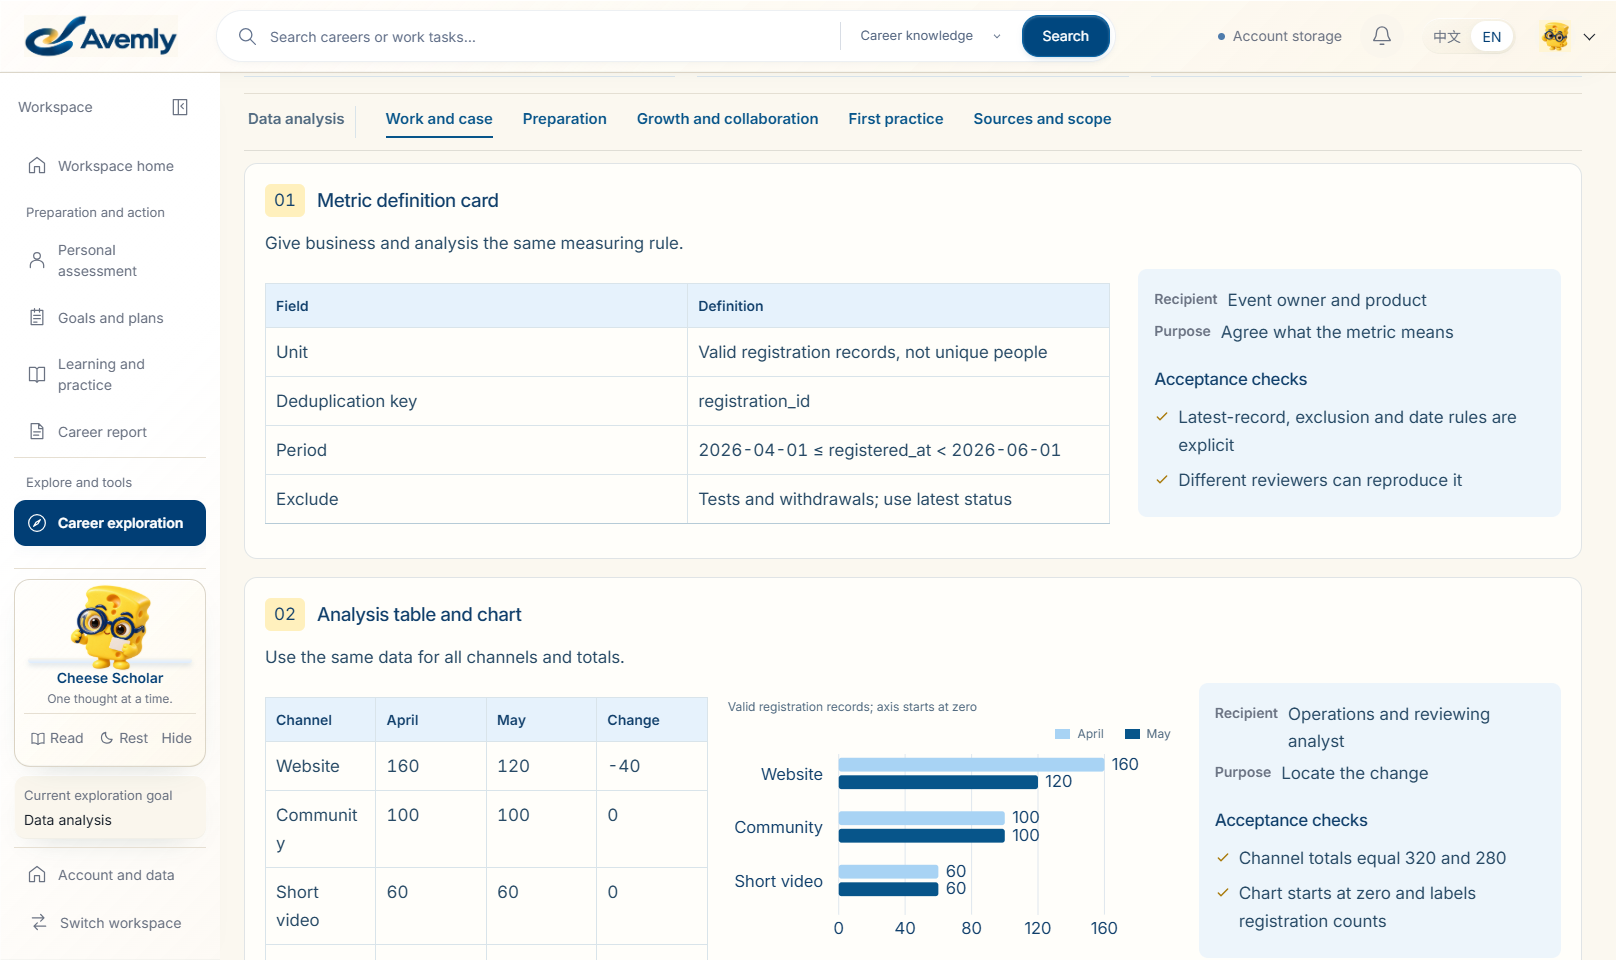 Avemly
Search careers or work tasks...
Career knowledge
Search
Account storage
中文
EN
Workspace
Workspace home
Preparation and action
Personal
assessment
Goals and plans
Learning and
practice
Career report
Explore and tools
Career exploration
Cheese Scholar
One thought at a time.
Read
Rest
Hide
Current exploration goal
Data analysis
Account and data
Switch workspace
Data analysis
Work and case
Preparation
Growth and collaboration
First practice
Sources and scope
01 Metric definition card
Give business and analysis the same measuring rule.
Field Definition
Unit Valid registration records, not unique people
Deduplication key registration_id
Period 2026-04-01 ≤ registered_at < 2026-06-01
Exclude Tests and withdrawals; use latest status
Recipient Event owner and product
Purpose Agree what the metric means
Acceptance checks
Latest-record, exclusion and date rules are
explicit
Different reviewers can reproduce it
02 Analysis table and chart
Use the same data for all channels and totals.
Channel April May Change
Website 160 120 -40
Communit
y 100 100 0
Short
video 60 60 0
Valid registration records; axis starts at zero
April May
Website 160
120
Community 100
100
Short video 60
60
0 40 80 120 160
Recipient Operations and reviewing
analyst
Purpose Locate the change
Acceptance checks
Channel totals equal 320 and 280
Chart starts at zero and labels
registration counts